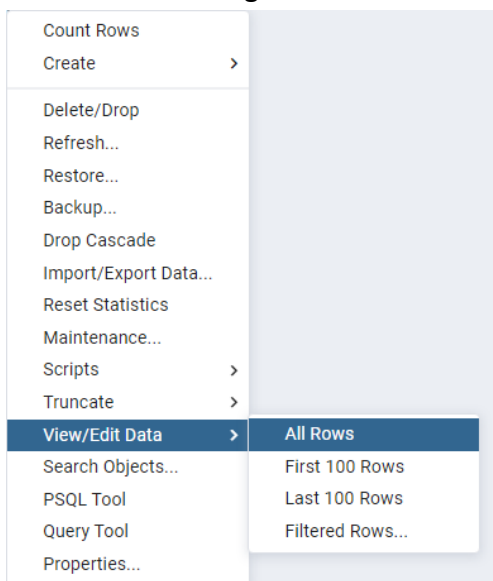 Count Rows
Create
Delete/Drop
Refresh...
Restore...
Backup...
Drop Cascade
Import/Export Data...
Reset Statistics
Maintenance...
Scripts
Truncate
View/Edit Data
All Rows
Search Objects...
First 100 Rows
PSQL Tool
Last 100 Rows
Query Tool
Filtered Rows...
Properties...